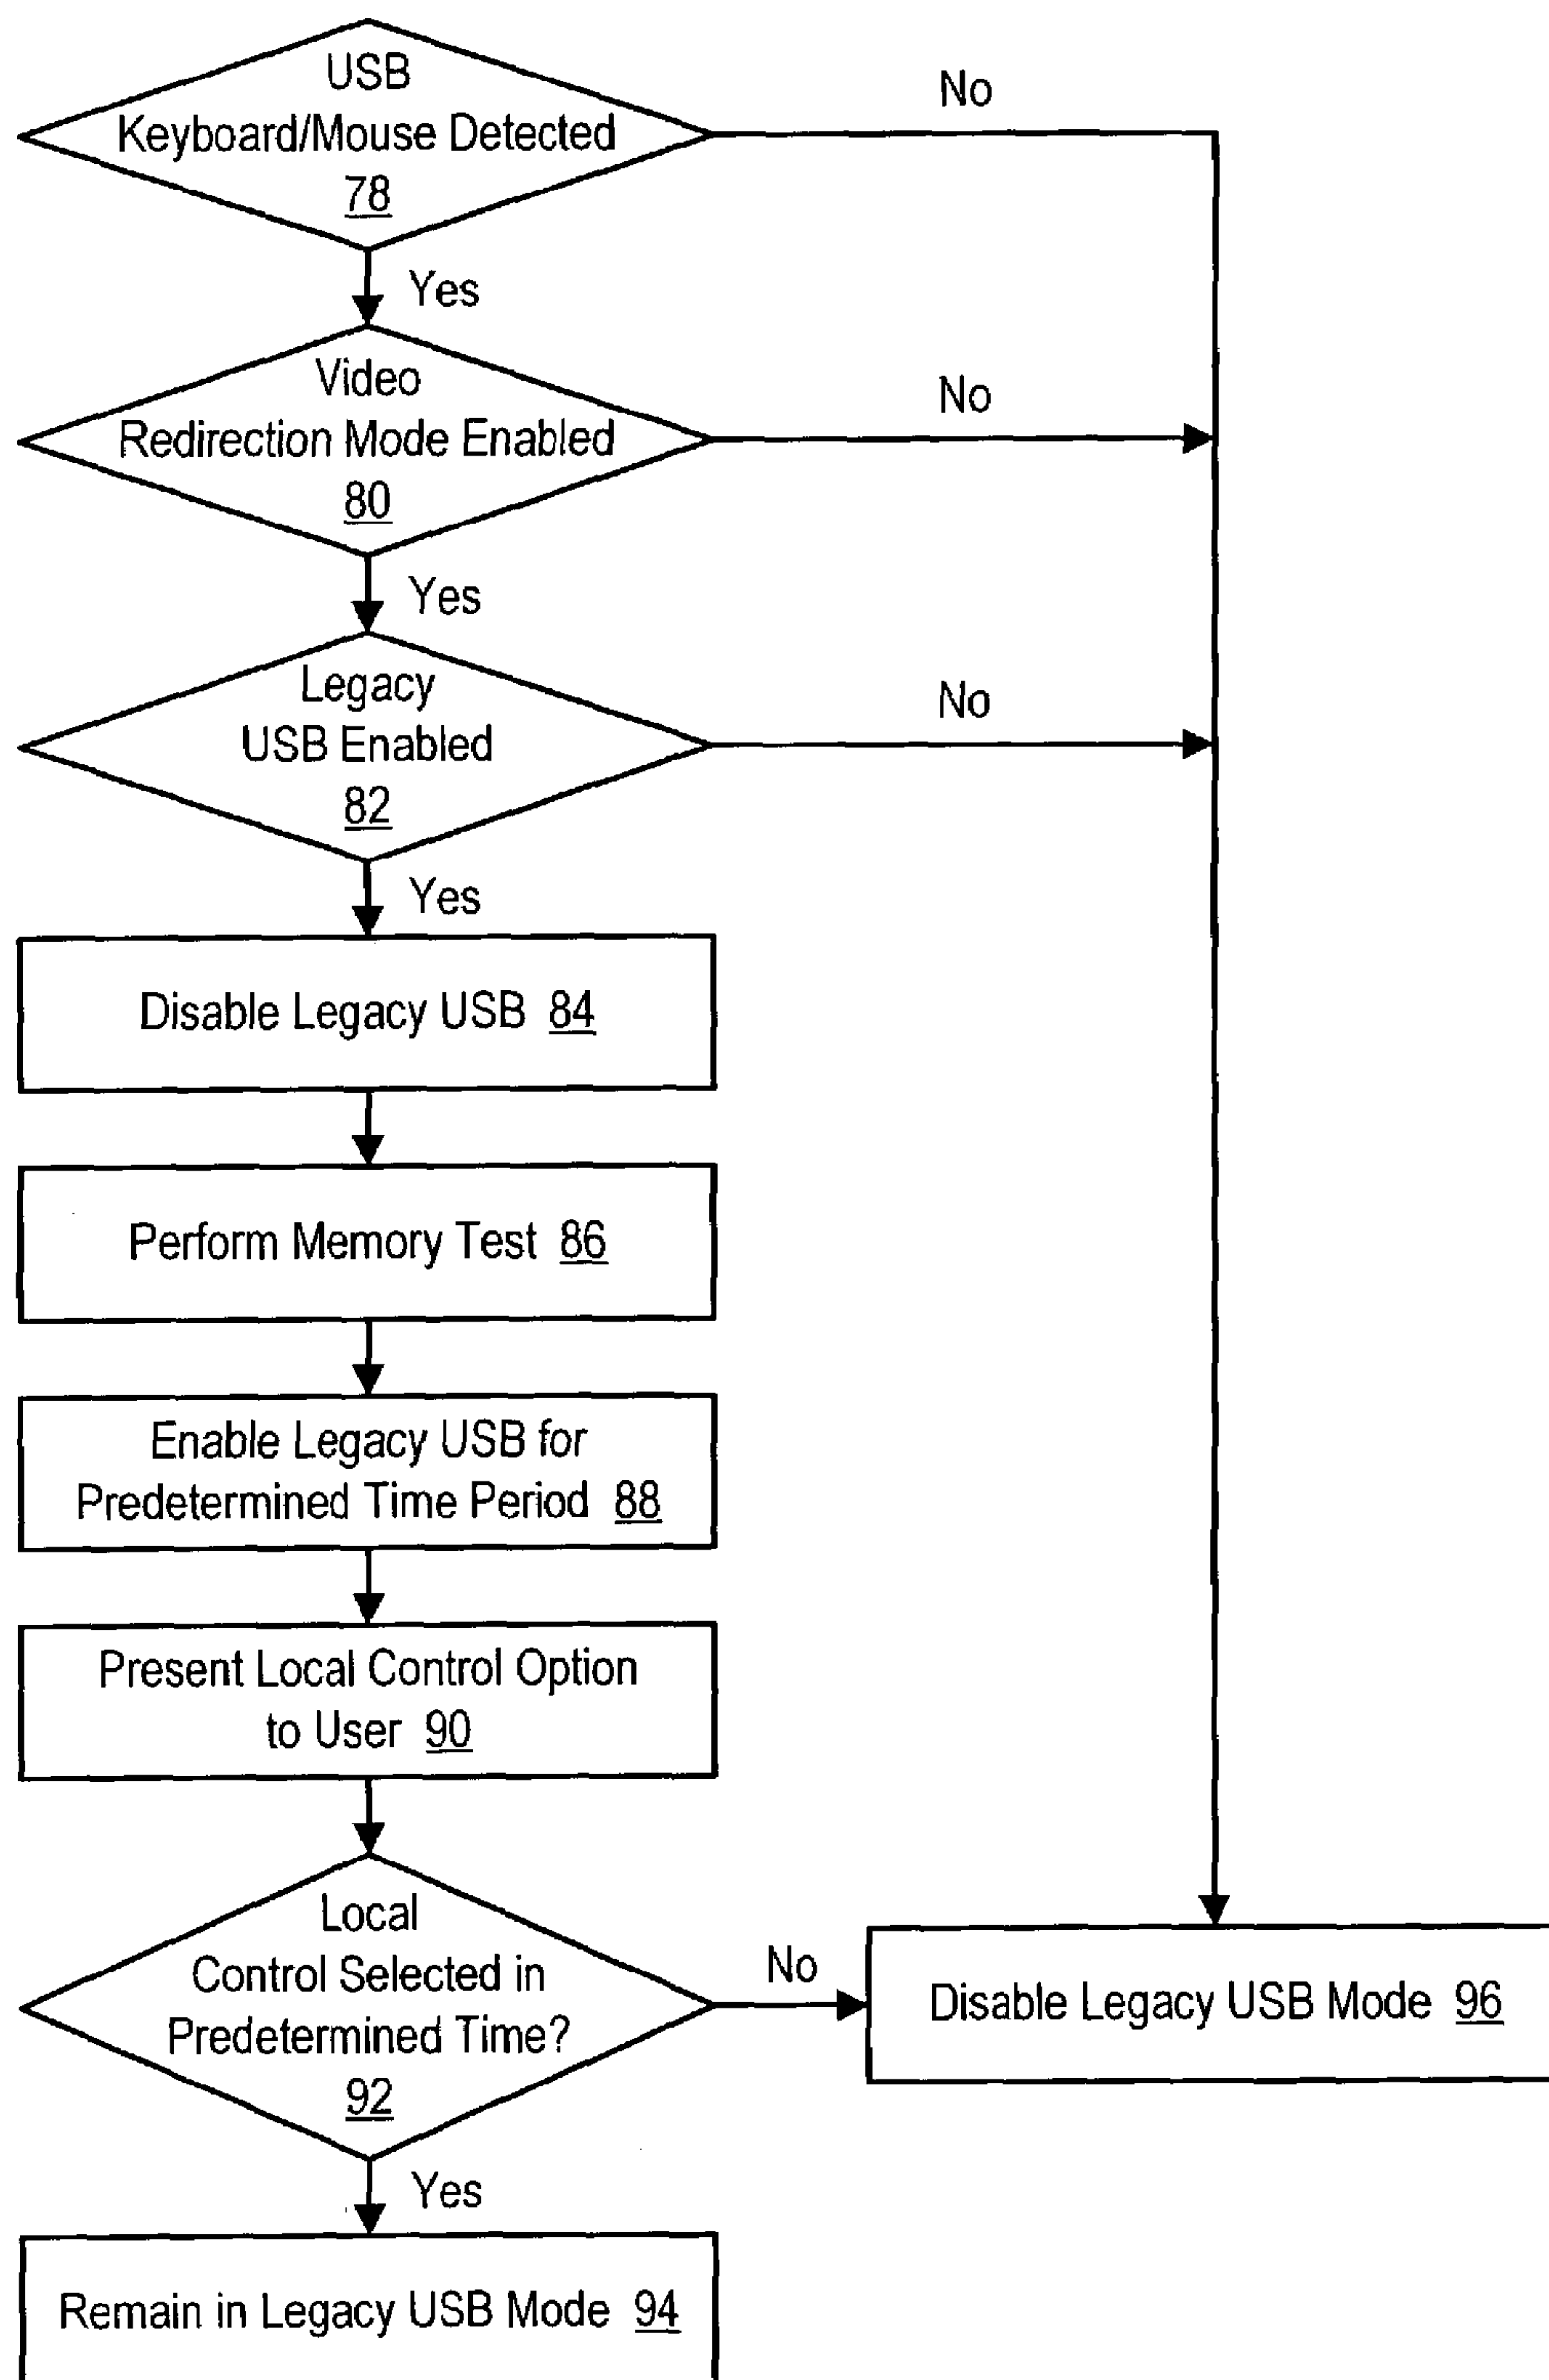 USB
Keyboard/Mouse Detected
78
No
Yes
Video
Redirection Mode Enabled
80
No
Yes
Legacy
USB Enabled
82
No
Yes
Disable Legacy USB 84
Perform Memory Test 86
Enable Legacy USB for
Predetermined Time Period 88
Present Local Control Option
to User 90
Local
Control Selected in
Predetermined Time?
92
No
Disable Legacy USB Mode 96
Yes
Remain in Legacy USB Mode 94